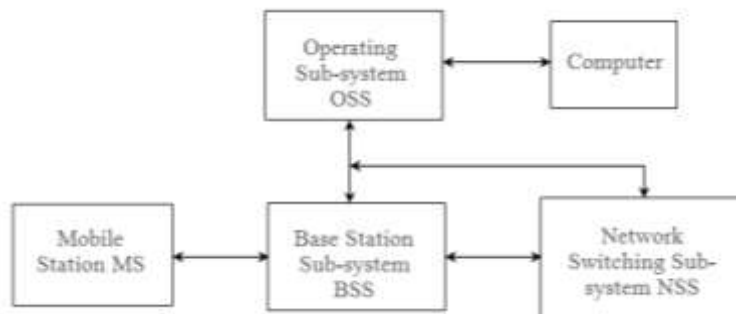 Operating
Sub-system
OSS
Computer
Mobile
Station MS
Base Station
Sub-system
BSS
Network
Switching Sub-
system NSS